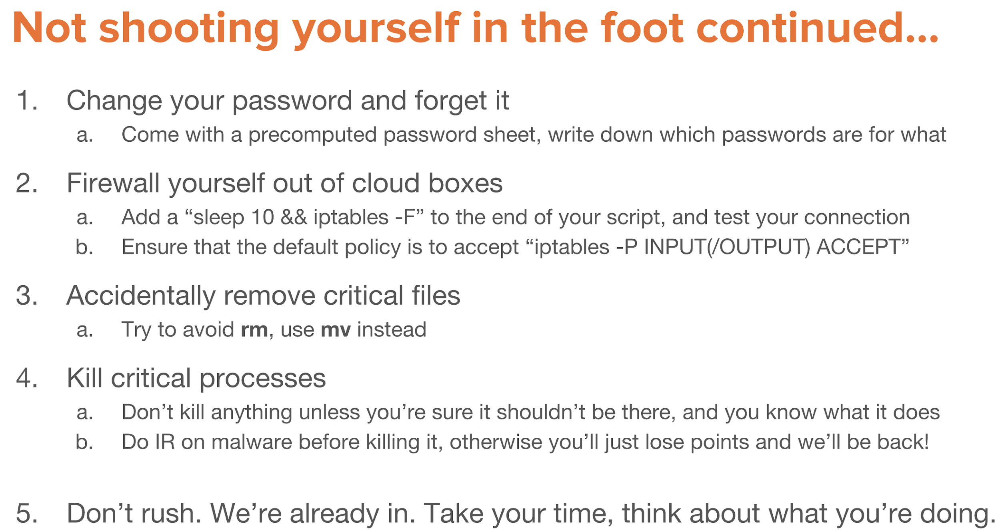 Not shooting yourself in the foot continued...
1. Change your password and forget it
a. Come with a precomputed password sheet, write down which passwords are for what
2. Firewall yourself out of cloud boxes
a. Add a “sleep 10 && iptables -F” to the end of your script, and test your connection
b. Ensure that the default policy is to accept “iptables -P INPUT(/OUTPUT) ACCEPT”
3. Accidentally remove critical files
a. Try to avoid rm, use mv instead
4. Kill critical processes
a. Don’t kill anything unless you’re sure it shouldn’t be there, and you know what it does
b. Do IR on malware before killing it, otherwise you’ll just lose points and we’ll be back!
5. Don’t rush. We’re already in. Take your time, think about what you’re doing.